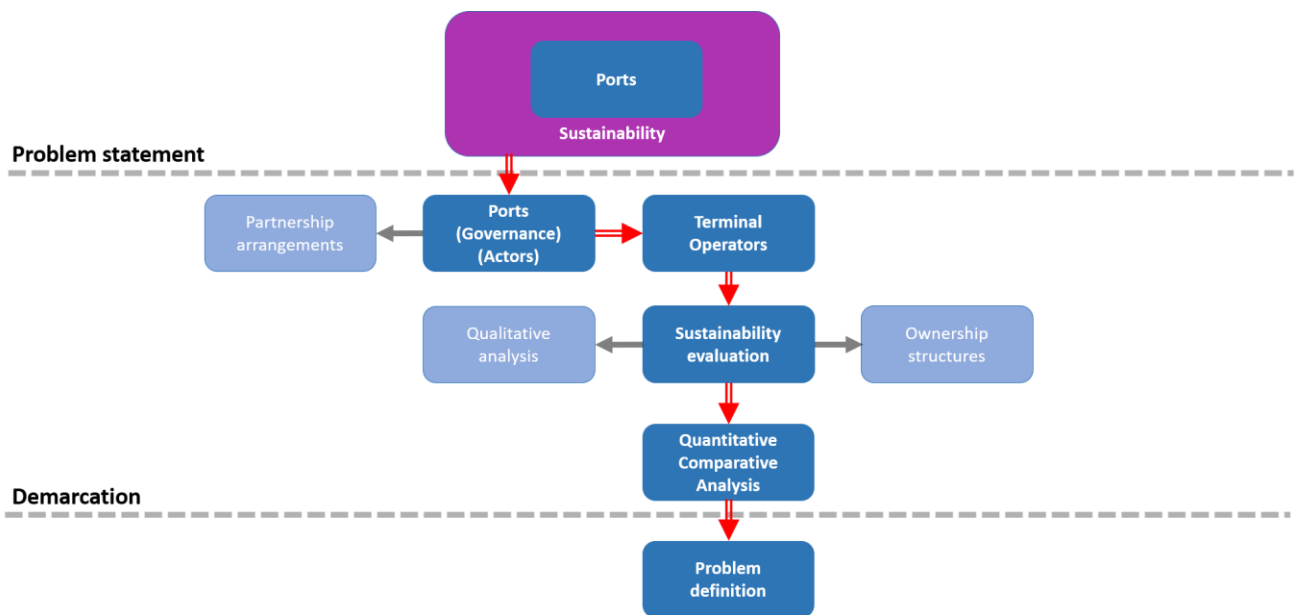 Ports
Sustainability
Problem statement
Partnership
arrangements
Ports
(Governance)
(Actors)
Terminal
Operators
Qualitative
analysis
Sustainability
evaluation
Ownership
structures
Quantitative
Comparative
Analysis
Demarcation
Problem
definition